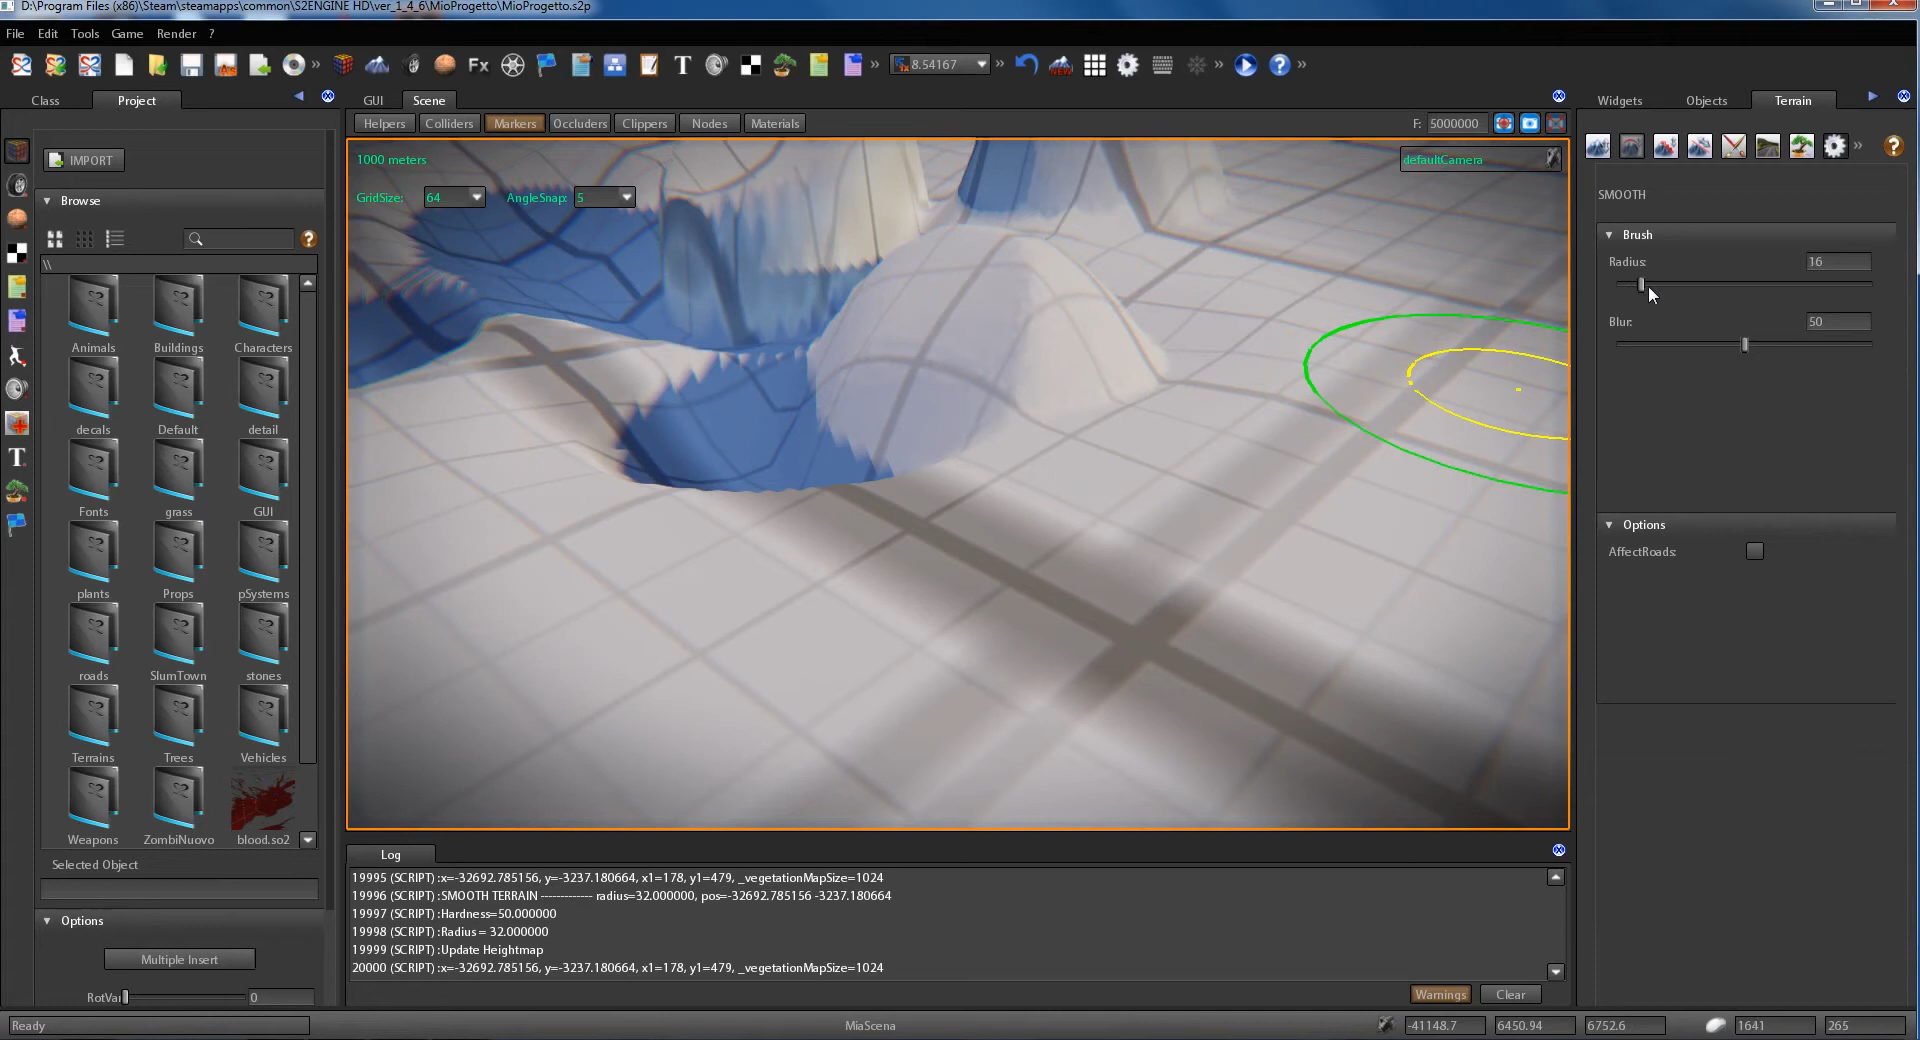 D:\Program Files (x86)\Steam\steamapps\common\S2ENGINE HD\ver_1_4_6\MioProgetto\MioProgetto.s2p
File Edit Tools Game Render ?
Fx T 8.54167
Class Project
GUI Scene
Widgets Objects Terrain
Helpers Colliders Markers Occluders Clippers Nodes Materials
F: 5000000
IMPORT
Browse
\\
Animals Buildings Characters
decals Default detail
Fonts grass GUI
plants Props pSystems
roads SlumTown stones
Terrains Trees Vehicles
Weapons ZombiNuovo blood.so2
Selected Object
Options
Multiple Insert
RotVa 0
1000 meters
defaultCamera
GridSize: 64 AngleSnap: 5
SMOOTH
Brush
Radius: 16
Blur: 50
Options
AffectRoads:
Log
19995 (SCRIPT) :x=-32692.785156, y=-3237.180664, x1=178, y1=479, _vegetationMapSize=1024
19996 (SCRIPT) :SMOOTH TERRAIN ------------- radius=32.000000, pos=-32692.785156 -3237.180664
19997 (SCRIPT) :Hardness=50.000000
19998 (SCRIPT) :Radius = 32.000000
19999 (SCRIPT) :Update Heightmap
20000 (SCRIPT) :x=-32692.785156, y=-3237.180664, x1=178, y1=479, _vegetationMapSize=1024
Warnings Clear
Ready MiaScena -41148.7 6450.94 6752.6 1641 265